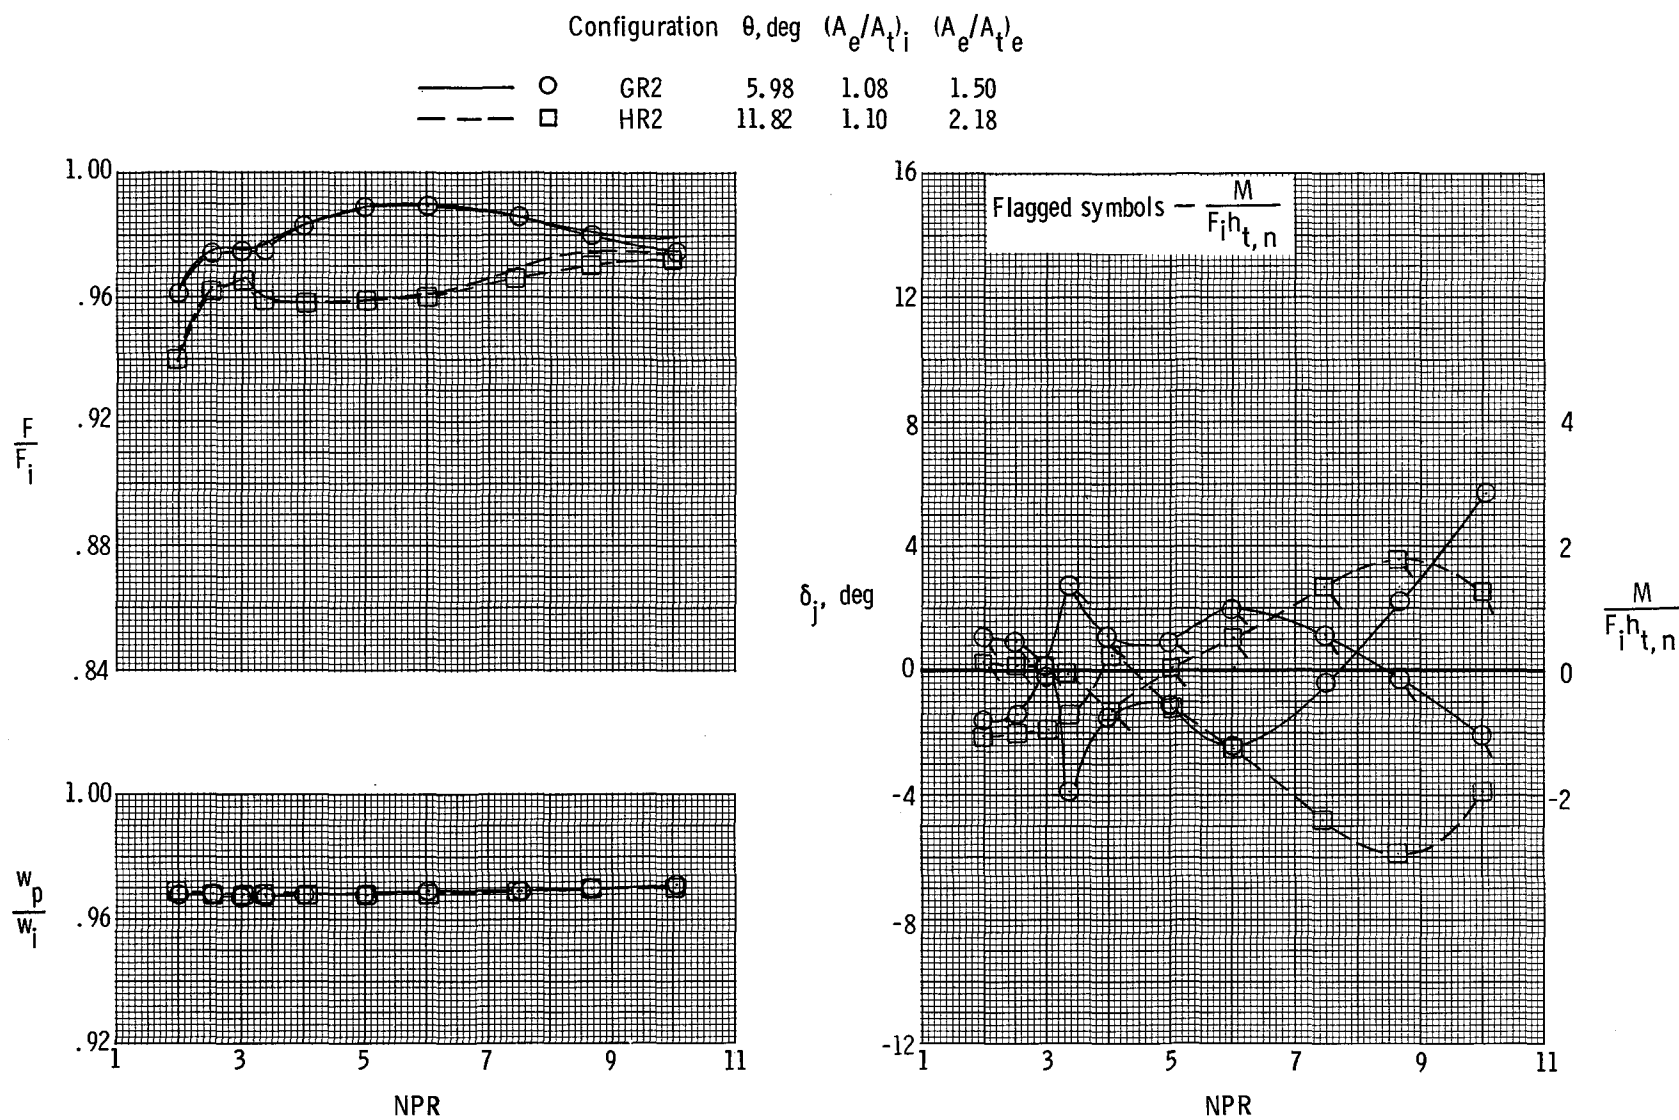 Configuration θ, deg (Ae/At)i (Ae/At)e
GR2 5.98 1.08 1.50
HR2 11.82 1.10 2.18
1.00
.96
.92
.88
.84
F
Fi
1.00
.96
.92
wp
wi
1 3 5 7 9 11
NPR
Flagged symbols – M
Fiht,n
16
12
8
4
0
-4
-8
-12
δj, deg
4
2
0
-2
M
Fiht,n
1 3 5 7 9 11
NPR